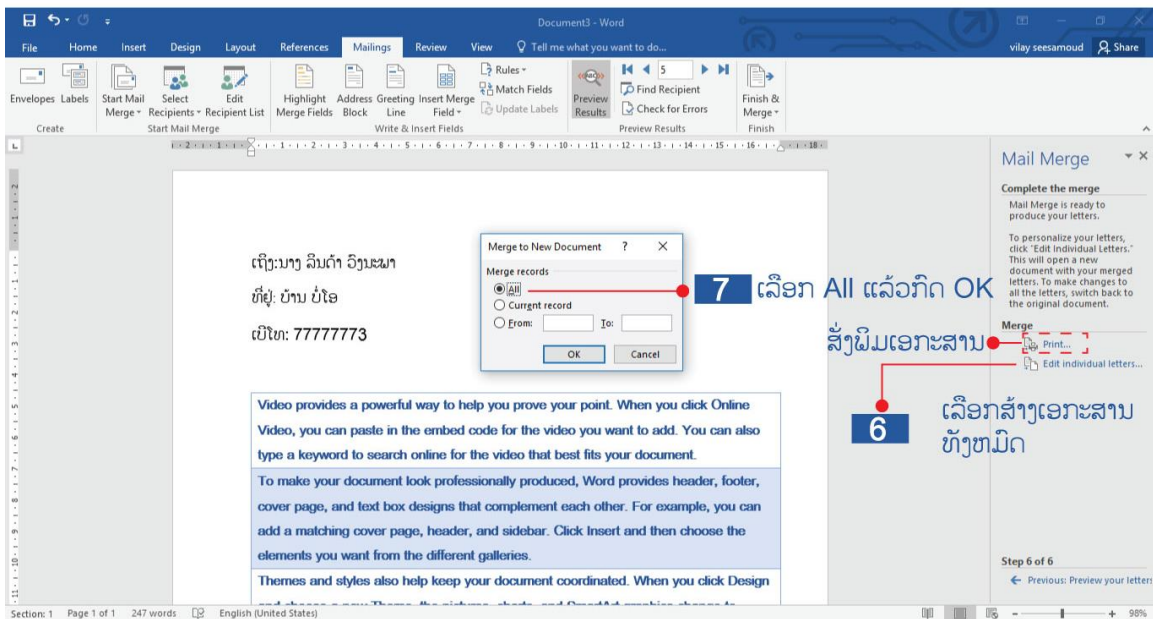 Document3 - Word
File Home Insert Design Layout References Mailings Review View Tell me what you want to do... vilay seesamoud Share
Envelopes Labels Start Mail Merge Select Recipients Edit Recipient List Highlight Merge Fields Address Block Greeting Line Insert Merge Field Rules Match Fields Update Labels Preview Results 5 Find Recipient Check for Errors Finish & Merge
Create Start Mail Merge Write & Insert Fields Preview Results Finish
ເຖິງ:ນາງ ລິນດາ ວົງນະພາ
ທີ່ຢູ່: ບ້ານ ບໍ່ໂອ
ເບີໂທ: 77777773
Merge to New Document ? X
Merge records
All
Current record
From: To:
OK Cancel
7 ເລືອກ All ແລ້ວກົດ OK
ສັ່ງພິມເອກະສານ
6 ເລືອກສ້າງເອກະສານ
ທັງຫມົດ
Video provides a powerful way to help you prove your point. When you click Online
Video, you can paste in the embed code for the video you want to add. You can also
type a keyword to search online for the video that best fits your document.
To make your document look professionally produced, Word provides header, footer,
cover page, and text box designs that complement each other. For example, you can
add a matching cover page, header, and sidebar. Click Insert and then choose the
elements you want from the different galleries.
Themes and styles also help keep your document coordinated. When you click Design
Mail Merge
Complete the merge
Mail Merge is ready to
produce your letters.
To personalize your letters,
click "Edit Individual Letters."
This will open a new
document with your merged
letters. To make changes to
all the letters, switch back to
the original document.
Merge
Print...
Edit individual letters...
Step 6 of 6
Previous: Preview your letters
Section: 1 Page 1 of 1 247 words English (United States) 98%